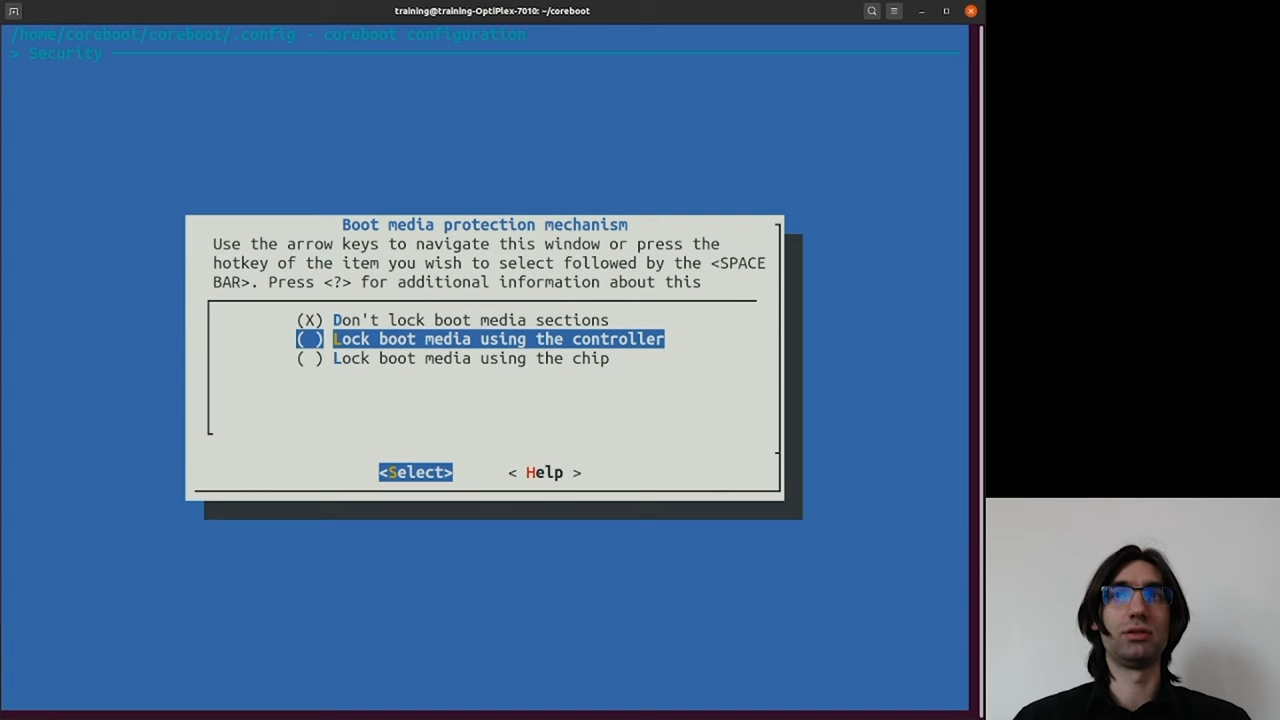 training@training-OptiPlex-7010: ~/coreboot
/home/coreboot/coreboot/.config - coreboot configuration
> Security
Boot media protection mechanism
Use the arrow keys to navigate this window or press the
hotkey of the item you wish to select followed by the <SPACE
BAR>. Press <?> for additional information about this
(X) Don't lock boot media sections
( ) Lock boot media using the controller
( ) Lock boot media using the chip
<Select> < Help >